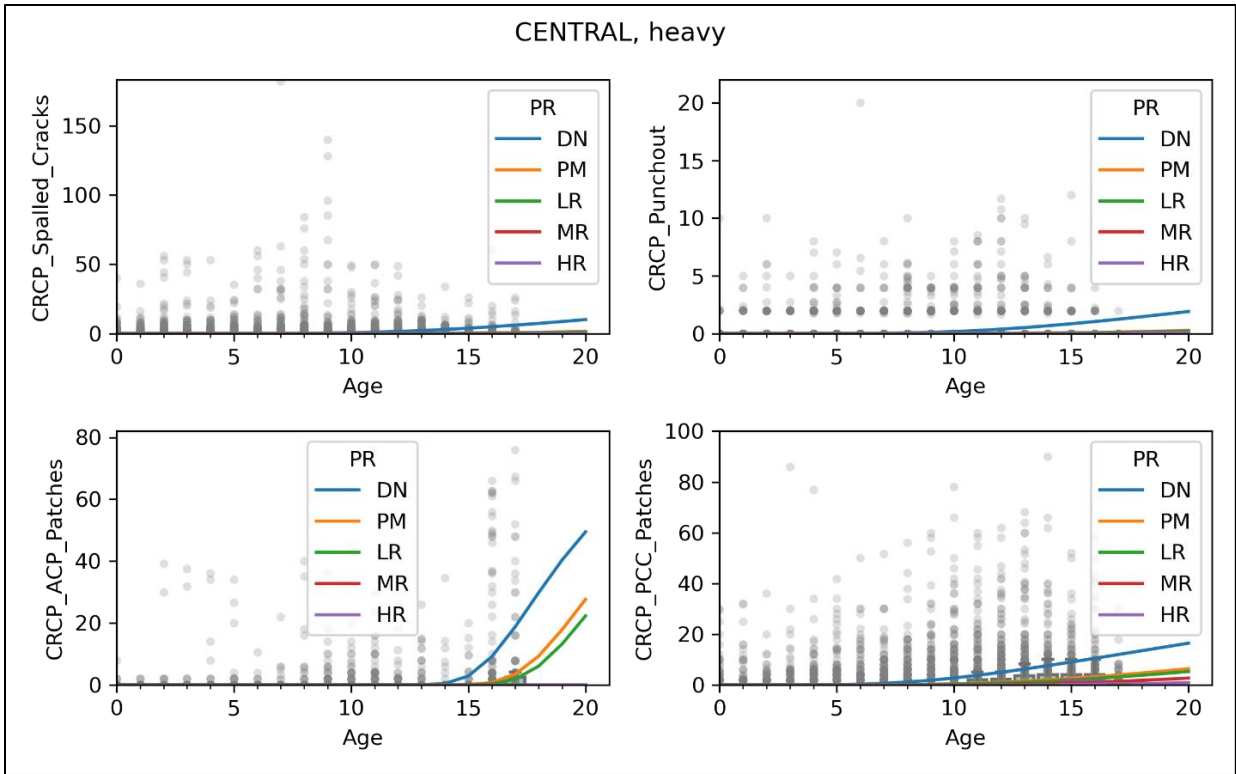 CENTRAL, heavy
CRCP_Spalled_Cracks
150
100
50
0
0 5 10 15 20
Age
PR
DN
PM
LR
MR
HR
CRCP_Punchout
20
15
10
5
0
0 5 10 15 20
Age
PR
DN
PM
LR
MR
HR
CRCP_ACP_Patches
80
60
40
20
0
0 5 10 15 20
Age
PR
DN
PM
LR
MR
HR
CRCP_PCC_Patches
100
80
60
40
20
0
0 5 10 15 20
Age
PR
DN
PM
LR
MR
HR